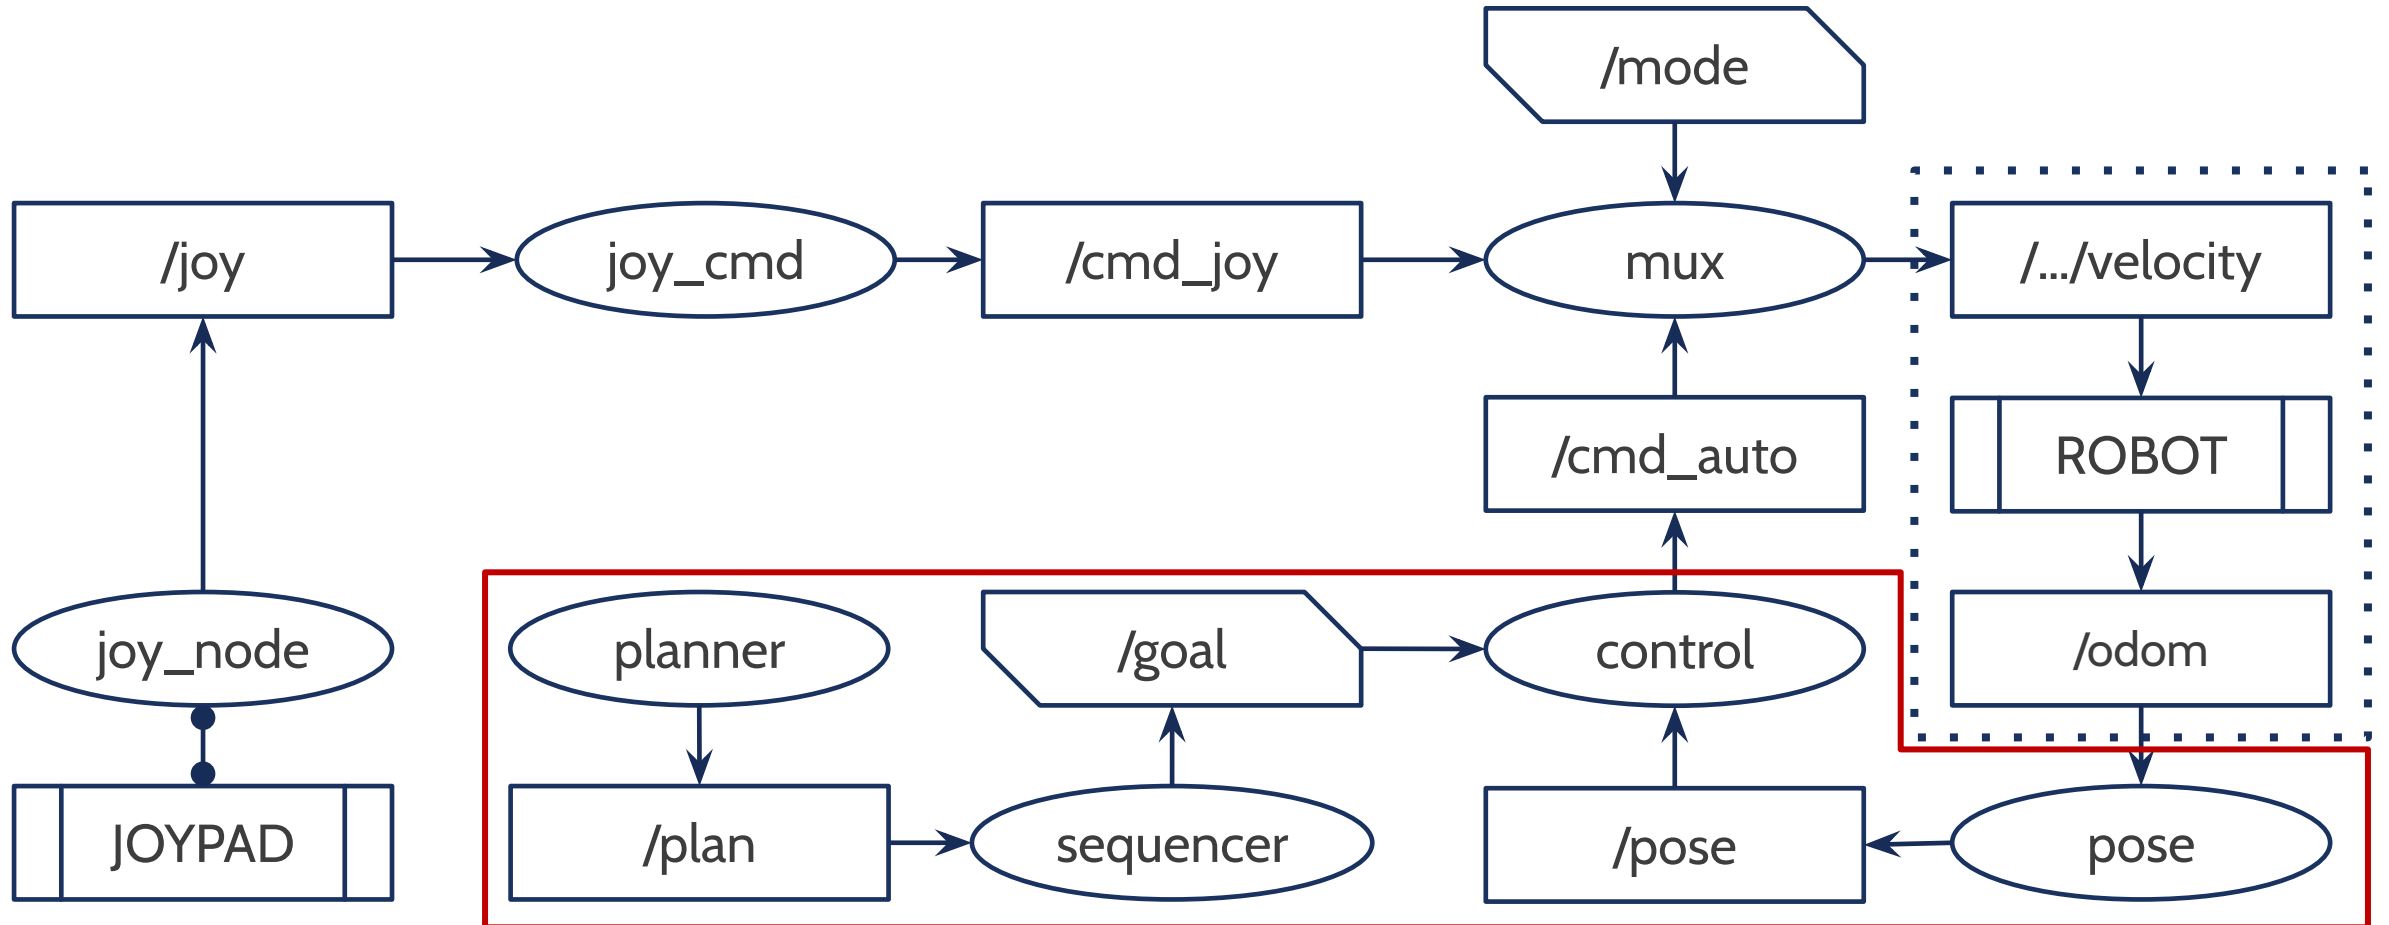 /mode
/joy
joy_cmd
/cmd_joy
mux
/.../velocity
/cmd_auto
ROBOT
joy_node
planner
/goal
control
/odom
JOYPAD
/plan
sequencer
/pose
pose